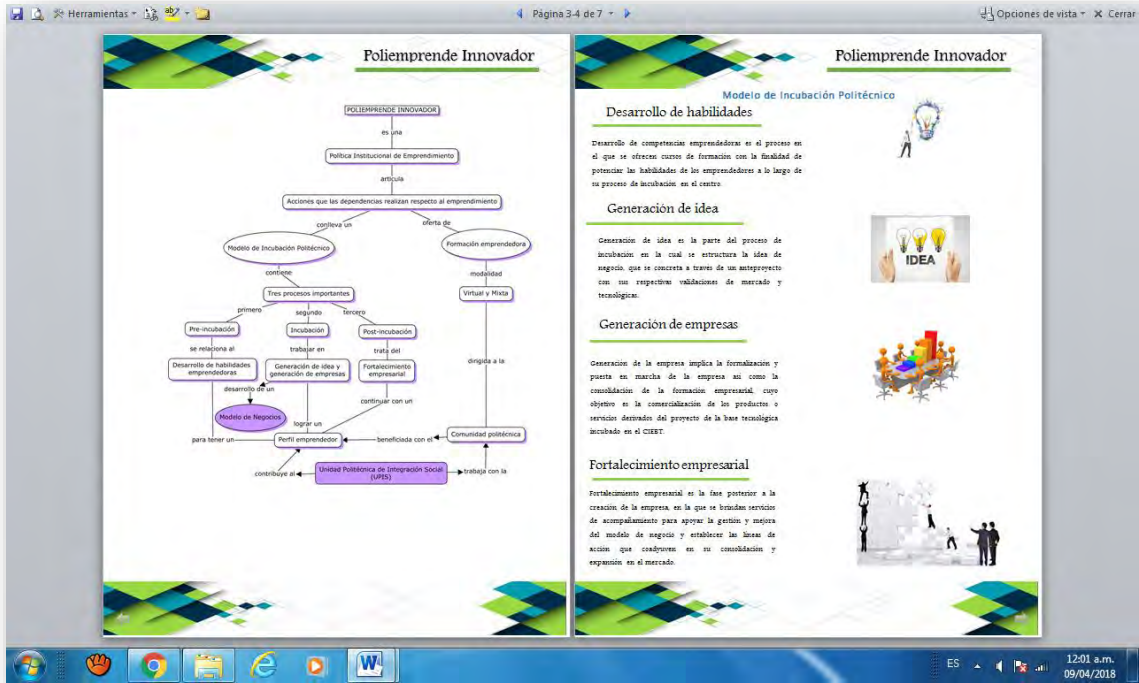 Herramientas
Página 3-4 de 7
Opciones de vista
Cerrar
Poliemprende Innovador
POLIEMPRENDE INNOVADOR
es una
Política Institucional de Emprendimiento
articula
Acciones que las dependencias realizan respecto al emprendimiento
conlleva un
oferta de
Modelo de Incubación Politécnico
Formación emprendedora
contiene
modalidad
Tres procesos importantes
Virtual y Mixta
primero
segundo
tercero
Pre-incubación
Incubación
Post-incubación
se relaciona al
trabajar en
trata del
dirigida a la
Desarrollo de habilidades
emprendedoras
Generación de idea y
generación de empresas
Fortalecimiento
empresarial
desarrollo de un
continuar con un
Modelo de Negocios
lograr un
para tener un
Perfil emprendedor
beneficiada con el
Comunidad politécnica
contribuye al
Unidad Politécnica de Integración Social
(UPIS)
trabaja con la
Poliemprende Innovador
Modelo de Incubación Politécnico
Desarrollo de habilidades
Desarrollo de competencias emprendedoras es el proceso en
el que se ofrecen cursos de formación con la finalidad de
potenciar las habilidades de los emprendedores a lo largo de
su proceso de incubación en el centro.
Generación de idea
Generación de idea es la parte del proceso de
incubación en la cual se estructura la idea de
negocio, que se concreta a través de un anteproyecto
con sus respectivas validaciones de mercado y
tecnológicas.
IDEA
Generación de empresas
Generación de la empresa implica la formalización y
puesta en marcha de la empresa así como la
consolidación de la formación empresarial, cuyo
objetivo es la comercialización de los productos o
servicios derivados del proyecto de la base tecnológica
incubado en el CIEBT.
Fortalecimiento empresarial
Fortalecimiento empresarial es la fase posterior a la
creación de la empresa, en la que se brindan servicios
de acompañamiento para apoyar la gestión y mejora
del modelo de negocio y establecer las líneas de
acción que coadyuven en su consolidación y
expansión en el mercado.
ES
12:01 a.m.
09/04/2018